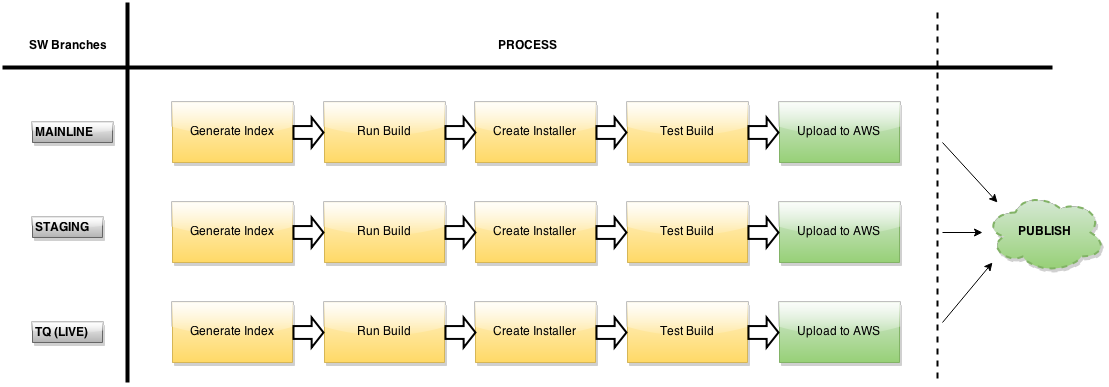 SW Branches
PROCESS
MAINLINE
Generate Index
Run Build
Create Installer
Test Build
Upload to AWS
STAGING
Generate Index
Run Build
Create Installer
Test Build
Upload to AWS
PUBLISH
TQ (LIVE)
Generate Index
Run Build
Create Installer
Test Build
Upload to AWS